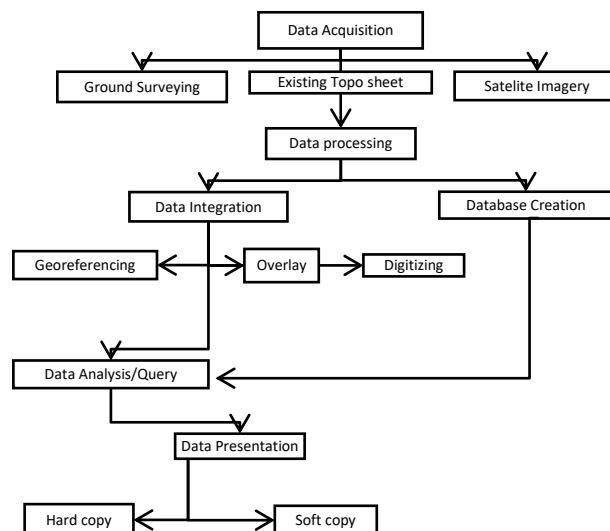 Data Acquisition
Ground Surveying
Existing Topo sheet
Satelite Imagery
Data processing
Data Integration
Database Creation
Georeferencing
Overlay
Digitizing
Data Analysis/Query
Data Presentation
Hard copy
Soft copy